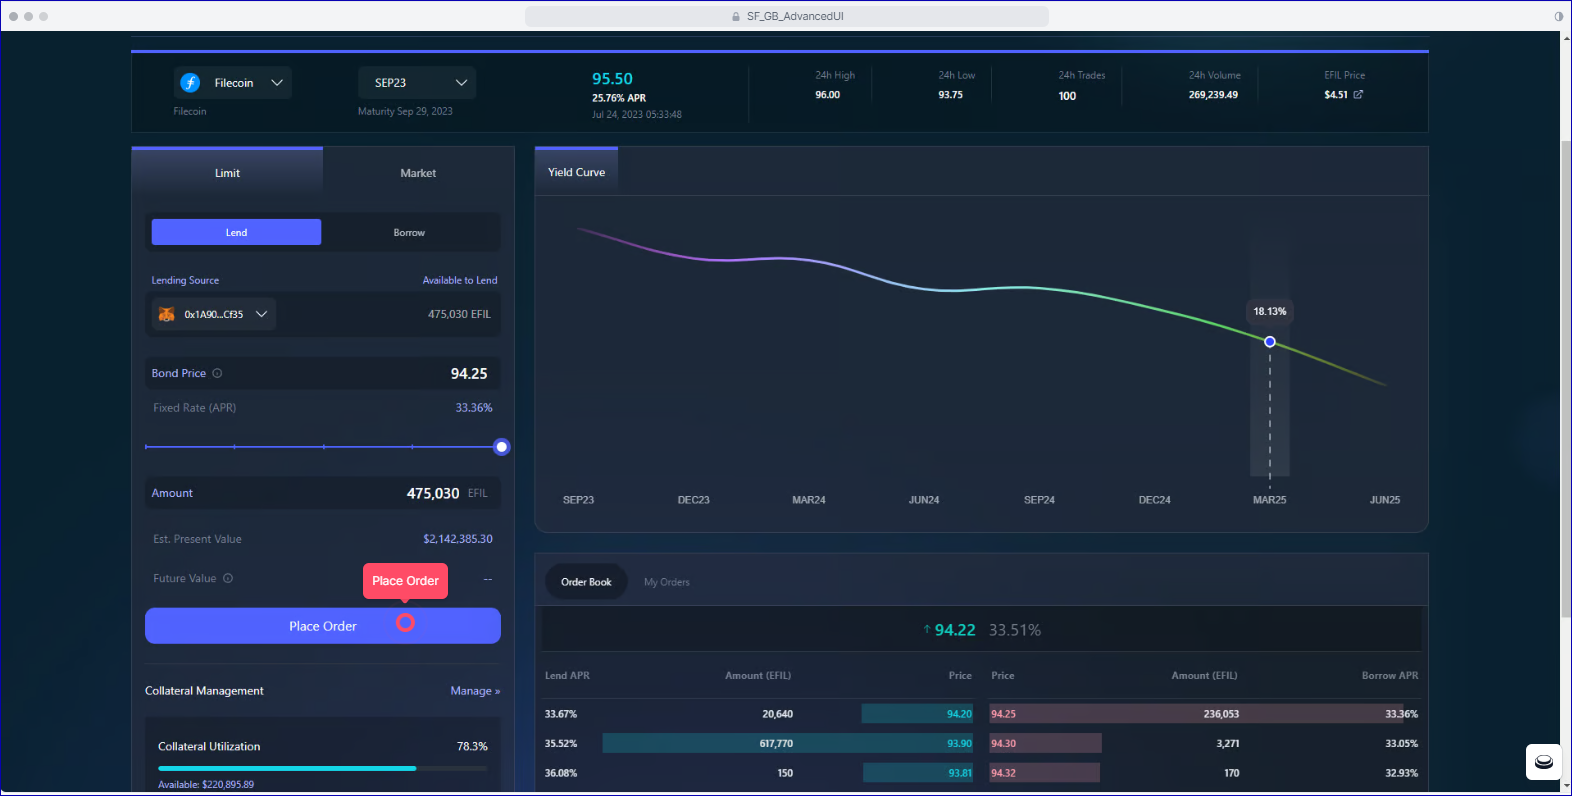 SF_GB_AdvancedUI
Filecoin
Filecoin
SEP23
Maturity Sep 29, 2023
95.50
25.76% APR
Jul 24, 2023 05:33:48
24h High
96.00
24h Low
93.75
24h Trades
100
24h Volume
269,239.49
EFIL Price
$4.51
Limit Market
Lend Borrow
Lending Source Available to Lend
0x1A90...Cf35 475,030 EFIL
Bond Price 94.25
Fixed Rate (APR) 33.36%
Amount 475,030 EFIL
Est. Present Value $2,142,385.30
Future Value --
Place Order
Place Order
Collateral Management Manage »
Collateral Utilization 78.3%
Available: $220,895.89
Yield Curve
18.13%
SEP23 DEC23 MAR24 JUN24 SEP24 DEC24 MAR25 JUN25
Order Book My Orders
↑ 94.22 33.51%
Lend APR Amount (EFIL) Price Price Amount (EFIL) Borrow APR
33.67% 20,640 94.20 94.25 236,053 33.36%
35.52% 617,770 93.90 94.30 3,271 33.05%
36.08% 150 93.81 94.32 170 32.93%